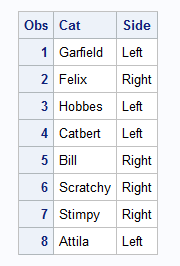 Obs Cat Side
1 Garfield Left
2 Felix Right
3 Hobbes Left
4 Catbert Left
5 Bill Right
6 Scratchy Right
7 Stimpy Right
8 Attila Left